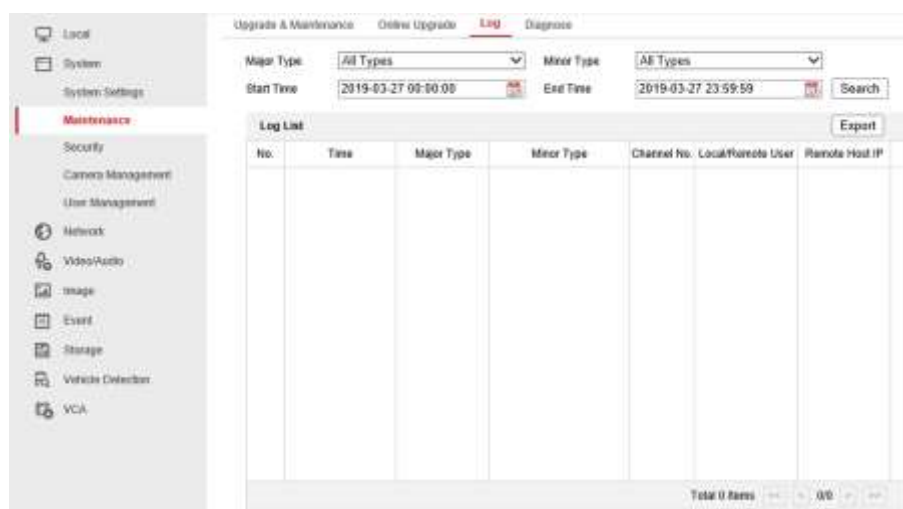 Upgrade & Maintenance Online Upgrade Log Diagnose
Local
System
System Settings
Maintenance
Security
Camera Management
User Management
Network
Video/Audio
Image
Event
Storage
Vehicle Detection
VCA
Major Type All Types Minor Type All Types
Start Time 2019-03-27 00:00:00 End Time 2019-03-27 23:59:59 Search
Log List Export
No. Time Major Type Minor Type Channel No. Local/Remote User Remote Host IP
Total 0 Items << < 0/0 > >>